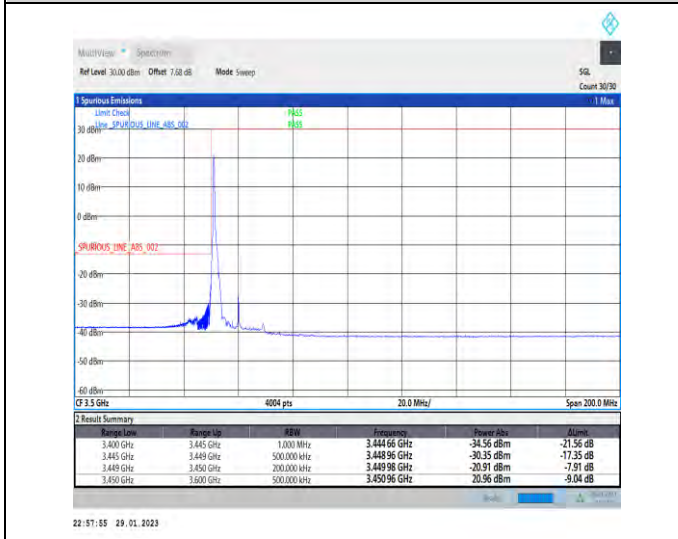 MultiView Spectrum
Ref Level 30.00 dBm Offset 7.68 dB Mode Sweep SGL
Count 30/30
1 Spurious Emissions 1 Max
Limit Check PASS
Line _SPURIOUS_LINE_ABS_002 PASS
30 dBm
20 dBm
10 dBm
0 dBm
_SPURIOUS_LINE_ABS_002
-20 dBm
-30 dBm
-40 dBm
-50 dBm
-60 dBm
CF 3.5 GHz 4004 pts 20.0 MHz/ Span 200.0 MHz
2 Result Summary
Range Low Range Up RBW Frequency Power Abs ΔLimit
3.400 GHz 3.445 GHz 1.000 MHz 3.444 66 GHz -34.56 dBm -21.56 dB
3.445 GHz 3.449 GHz 500.000 kHz 3.448 96 GHz -30.35 dBm -17.35 dB
3.449 GHz 3.450 GHz 200.000 kHz 3.449 98 GHz -20.91 dBm -7.91 dB
3.450 GHz 3.600 GHz 500.000 kHz 3.450 96 GHz 20.96 dBm -9.04 dB
22:57:55 29.01.2023